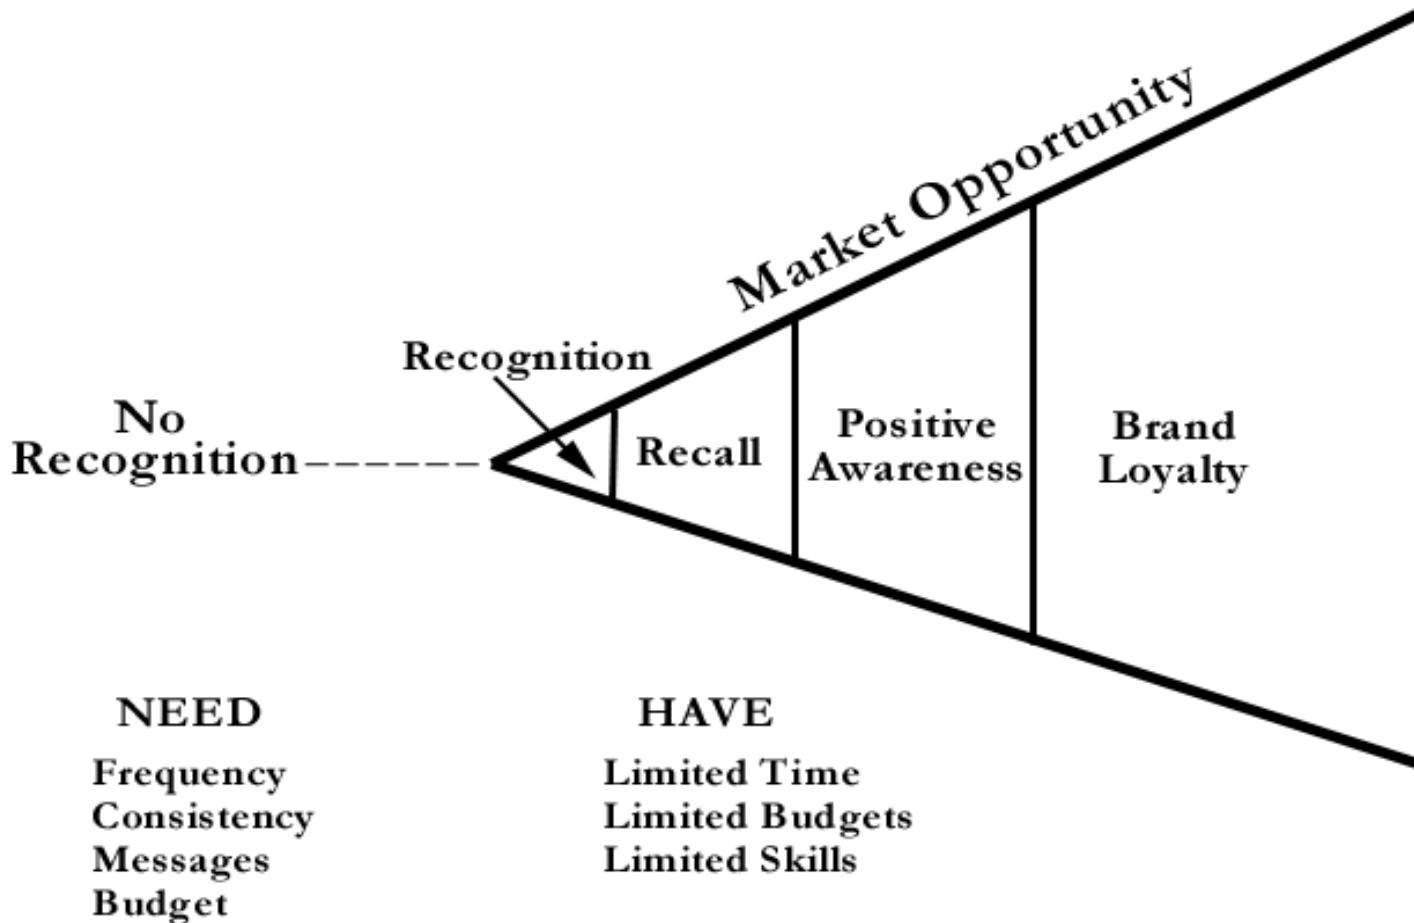 Market Opportunity
Recognition
No
Recognition
Recall
Positive
Awareness
Brand
Loyalty
NEED
Frequency
Consistency
Messages
Budget
HAVE
Limited Time
Limited Budgets
Limited Skills